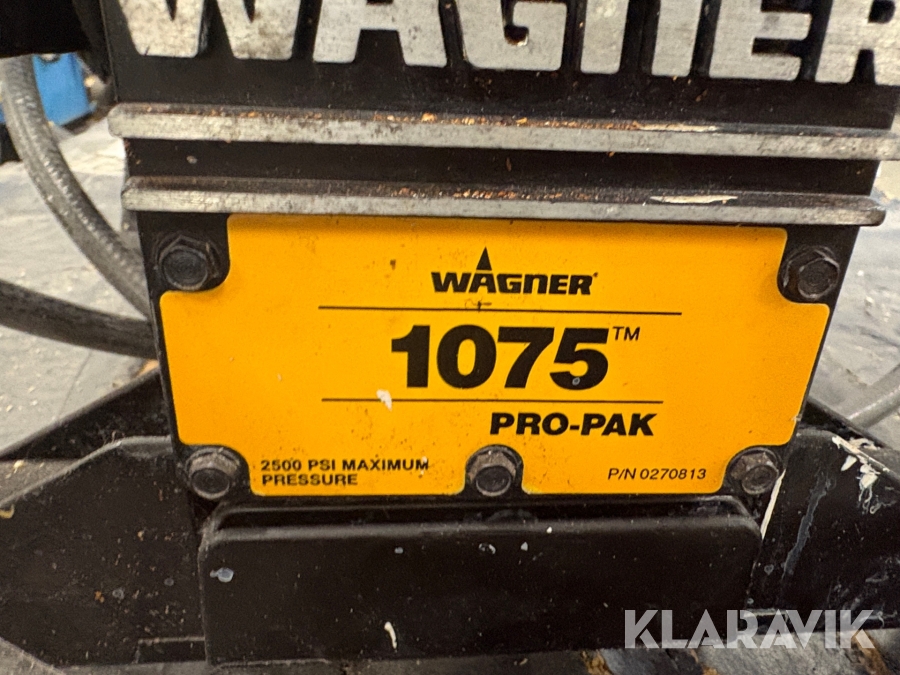 WAGNER
WAGNER
1075™
PRO-PAK
2500 PSI MAXIMUM
PRESSURE
P/N 0270813
KLARAVIK